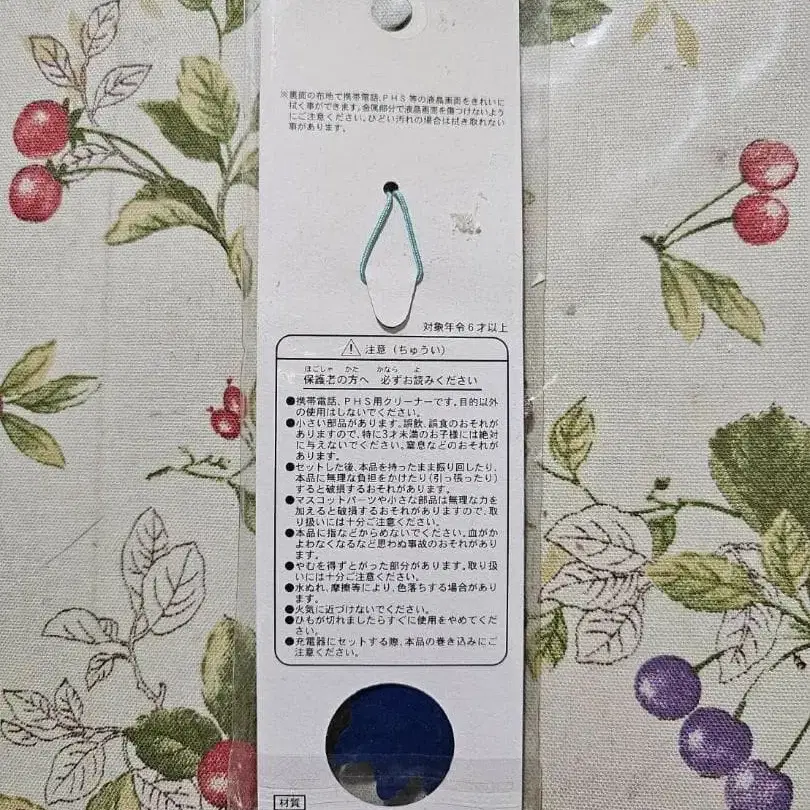 ※裏面の布地で携帯電話、PHS等の液晶画面をきれいに
拭く事ができます。金属部分で液晶画面を傷つけないよう
にご注意ください。ひどい汚れの場合は拭き取れない
事があります。
対象年令6才以上
注意（ちゅうい）
ほごしゃ かた かなら よ
保護者の方へ 必ずお読みください
●携帯電話、PHS用クリーナーです。目的以外
の使用はしないでください。
●小さい部品があります。誤飲、誤食のおそれが
ありますので、特に3才未満のお子様には絶対
に与えないでください。窒息などのおそれがあ
ります。
●セットした後、本品を持ったまま振り回したり、
本品に無理な負担をかけたり(引っ張ったり)
すると破損するおそれがあります。
●マスコットパーツや小さな部品は無理な力を
加えると破損するおそれがありますので、取
り扱いには十分ご注意ください。
●本品に指などからめないでください。血がか
よわなくなるなど思わぬ事故のおそれがあり
ます。
●やむを得ずとがった部分があります。取り扱
いには十分ご注意ください。
●水ぬれ、摩擦等により、色落ちする場合があり
ます。
●火気に近づけないでください。
●ひもが切れましたらすぐに使用をやめてくだ
さい。
●充電器にセットする際、本品の巻き込みにご
注意ください。
材質